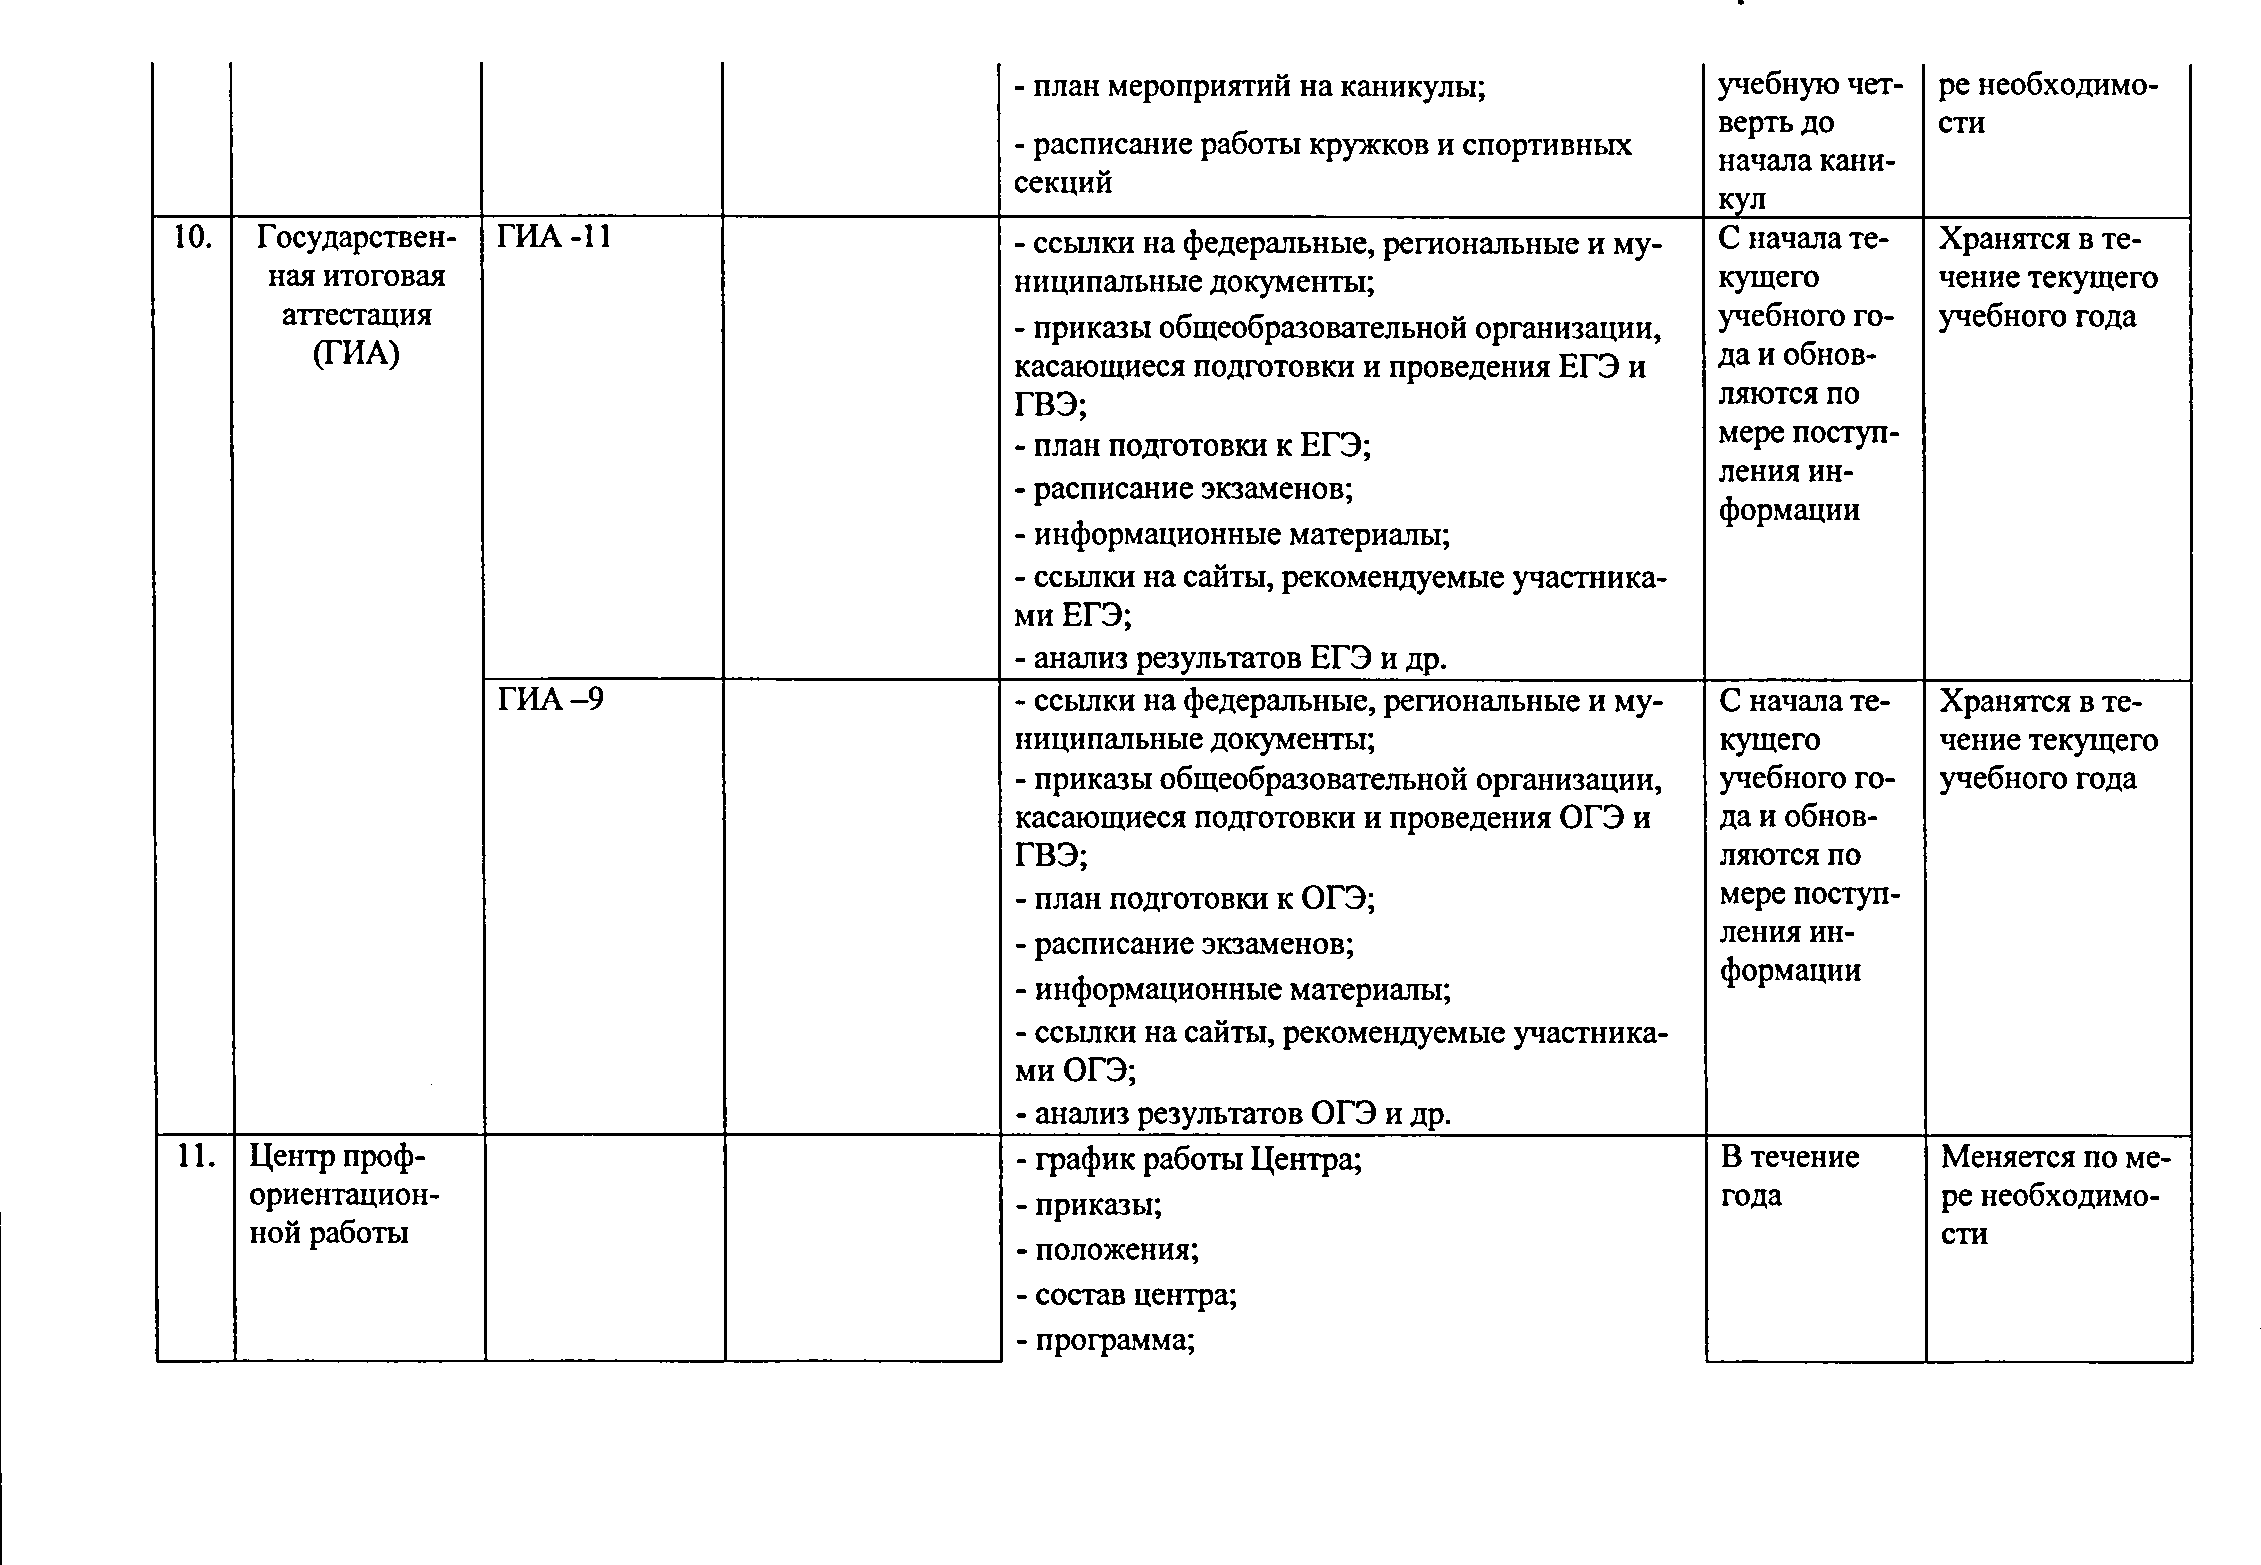 - план мероприятий на каникулы;
- расписание работы кружков и спортивных
секций
учебную чет-
верть до
начала кани-
кул
ре необходимо-
сти
10.
Государствен-
ная итоговая
аттестация
(ГИА)
ГИА -11
- ссылки на федеральные, региональные и му-
ниципальные документы;
- приказы общеобразовательной организации,
касающиеся подготовки и проведения ЕГЭ и
ГВЭ;
- план подготовки к ЕГЭ;
- расписание экзаменов;
- информационные материалы;
- ссылки на сайты, рекомендуемые участника-
ми ЕГЭ;
- анализ результатов ЕГЭ и др.
С начала те-
кущего
учебного го-
да и обнов-
ляются по
мере поступ-
ления ин-
формации
Хранятся в те-
чение текущего
учебного года
ГИА –9
- ссылки на федеральные, региональные и му-
ниципальные документы;
- приказы общеобразовательной организации,
касающиеся подготовки и проведения ОГЭ и
ГВЭ;
- план подготовки к ОГЭ;
- расписание экзаменов;
- информационные материалы;
- ссылки на сайты, рекомендуемые участника-
ми ОГЭ;
- анализ результатов ОГЭ и др.
С начала те-
кущего
учебного го-
да и обнов-
ляются по
мере поступ-
ления ин-
формации
Хранятся в те-
чение текущего
учебного года
11.
Центр проф-
ориентацион-
ной работы
- график работы Центра;
- приказы;
- положения;
- состав центра;
- программа;
В течение
года
Меняется по ме-
ре необходимо-
сти